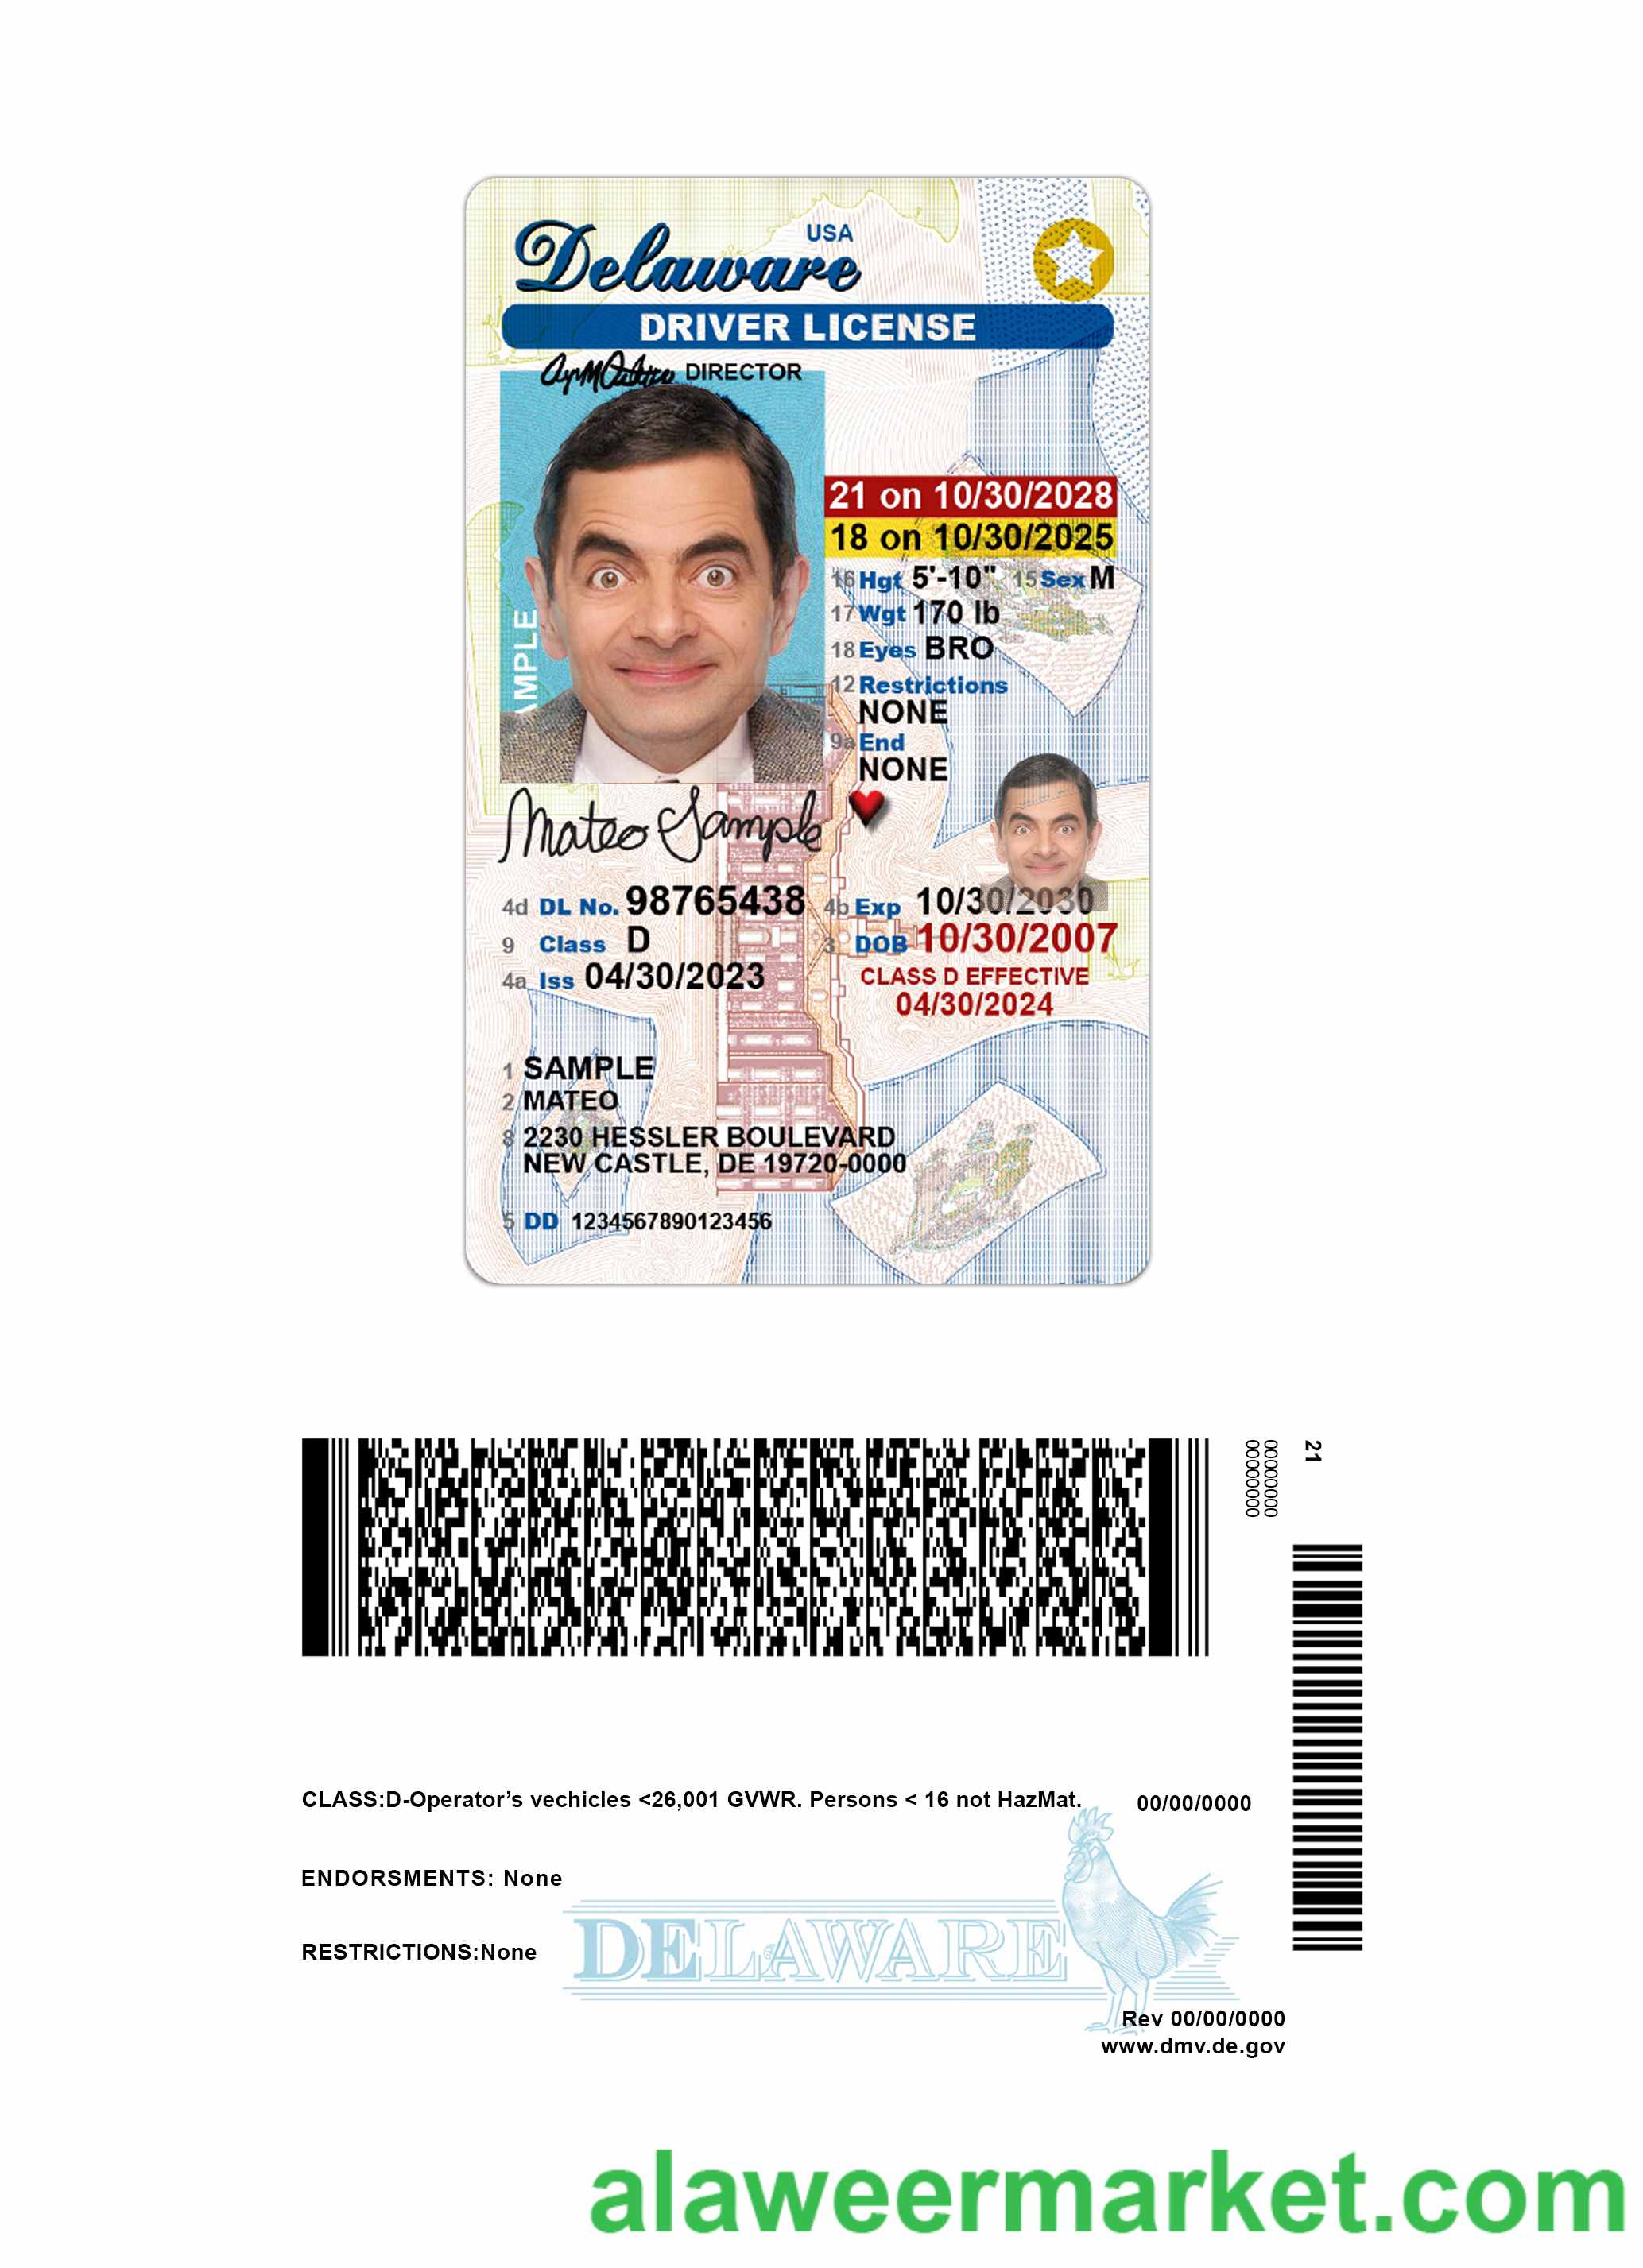 USA
Delaware
DRIVER LICENSE
DIRECTOR
21 on 10/30/2028
18 on 10/30/2025
16 Hgt 5'-10" 15 Sex M
17 Wgt 170 lb
18 Eyes BRO
12 Restrictions
NONE
9a End
NONE
AMPLE
Mateo Sample
4d DL No. 98765438 4b Exp 10/30/2030
9 Class D 3 DOB 10/30/2007
4a Iss 04/30/2023 CLASS D EFFECTIVE
04/30/2024
1 SAMPLE
2 MATEO
8 2230 HESSLER BOULEVARD
NEW CASTLE, DE 19720-0000
5 DD 1234567890123456
00000000
00000000
21
CLASS:D-Operator’s vechicles <26,001 GVWR. Persons < 16 not HazMat. 00/00/0000
ENDORSMENTS: None
RESTRICTIONS:None
DELAWARE
Rev 00/00/0000
www.dmv.de.gov
alaweermarket.com